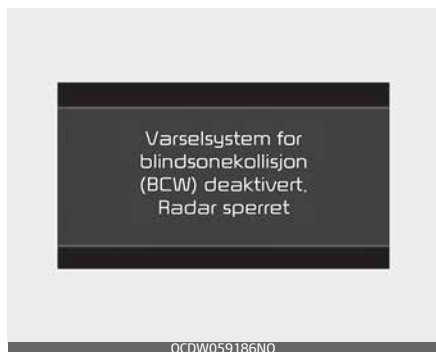 Varselsystem for
blindsonekollisjon
(BCW) deaktivert.
Radar sperret
OCDW059186NO